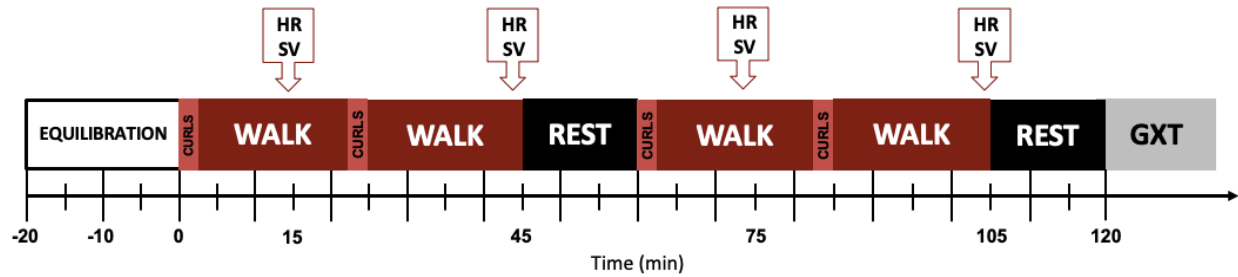 HR
SV
HR
SV
HR
SV
HR
SV
EQUILIBRATION
CURLS
WALK
CURLS
WALK
REST
CURLS
WALK
CURLS
WALK
REST
GXT
-20 -10 0 15 45 75 105 120
Time (min)